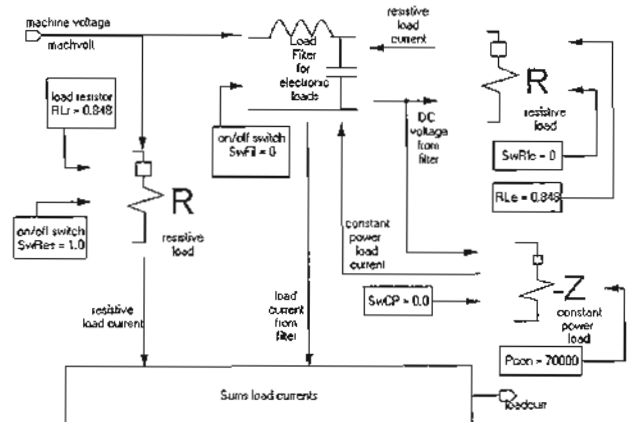 machine voltage
machvolt
load resistor
RLr = 0.848
on/off switch
SwRes = 1.0
R
resistive
load
resistive
load current
Load
Filter
for
electronic
loads
on/off switch
SwFil = 0
load
current
from
filter
resistive
load
current
DC
voltage
from
filter
constant
power
load
current
R
resistive
load
SwRle = 0
RLe = 0.848
SwCP = 0.0
-Z
constant
power
load
Pcon = 70000
Sums load currents
loadcurr